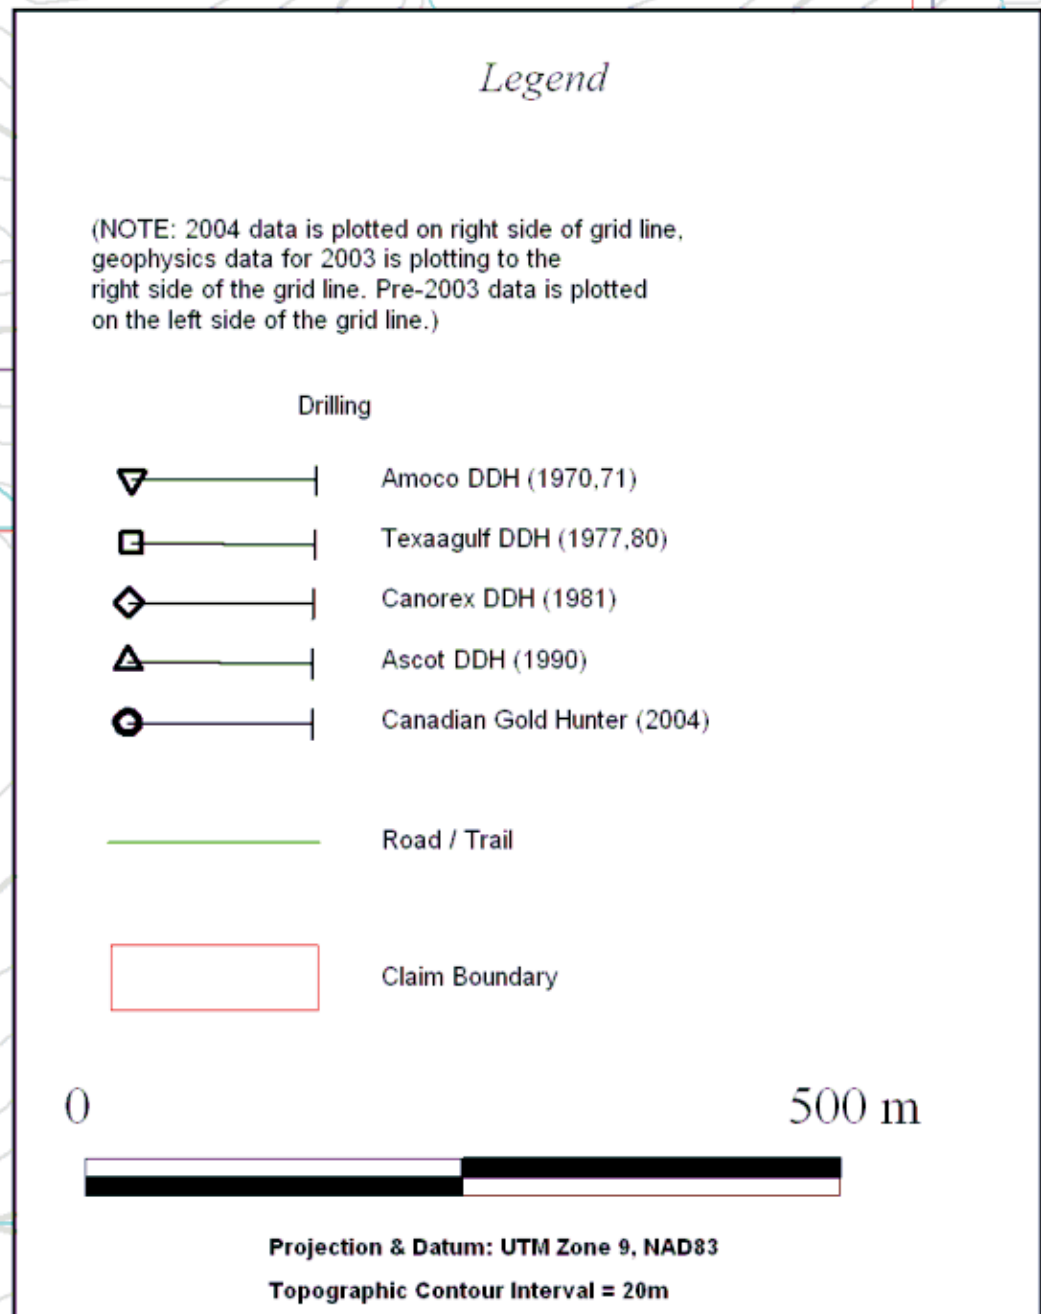 Legend
(NOTE: 2004 data is plotted on right side of grid line,
geophysics data for 2003 is plotting to the
right side of the grid line. Pre-2003 data is plotted
on the left side of the grid line.)
Drilling
Amoco DDH (1970,71)
Texaagulf DDH (1977,80)
Canorex DDH (1981)
Ascot DDH (1990)
Canadian Gold Hunter (2004)
Road / Trail
Claim Boundary
0 500 m
Projection & Datum: UTM Zone 9, NAD83
Topographic Contour Interval = 20m